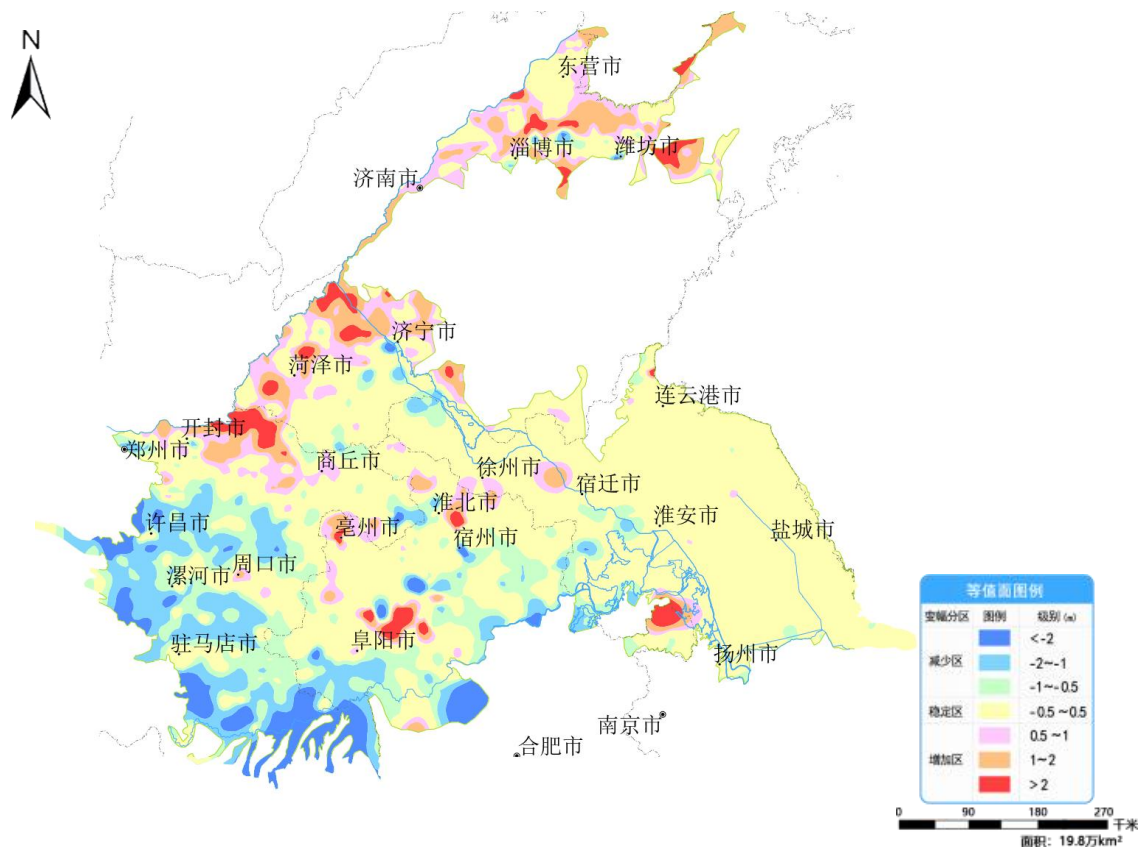 N
东营市
淄博市
潍坊市
济南市
济宁市
菏泽市
连云港市
开封市
郑州市
商丘市
徐州市
宿迁市
淮北市
许昌市
亳州市
宿州市
淮安市
盐城市
周口市
漯河市
驻马店市
阜阳市
扬州市
南京市
合肥市
等值面图例
变幅分区 图例 级别 (m)
减少区
<-2
-2~-1
-1~-0.5
稳定区
-0.5~0.5
增加区
0.5~1
1~2
>2
0 90 180 270 千米
面积：19.8万km²